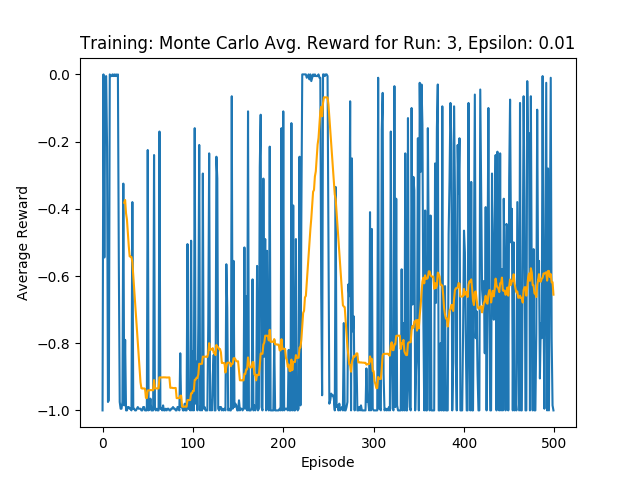 Training: Monte Carlo Avg. Reward for Run: 3, Epsilon: 0.01
0.0
−0.2
−0.4
−0.6
−0.8
−1.0
Average Reward
0 100 200 300 400 500
Episode